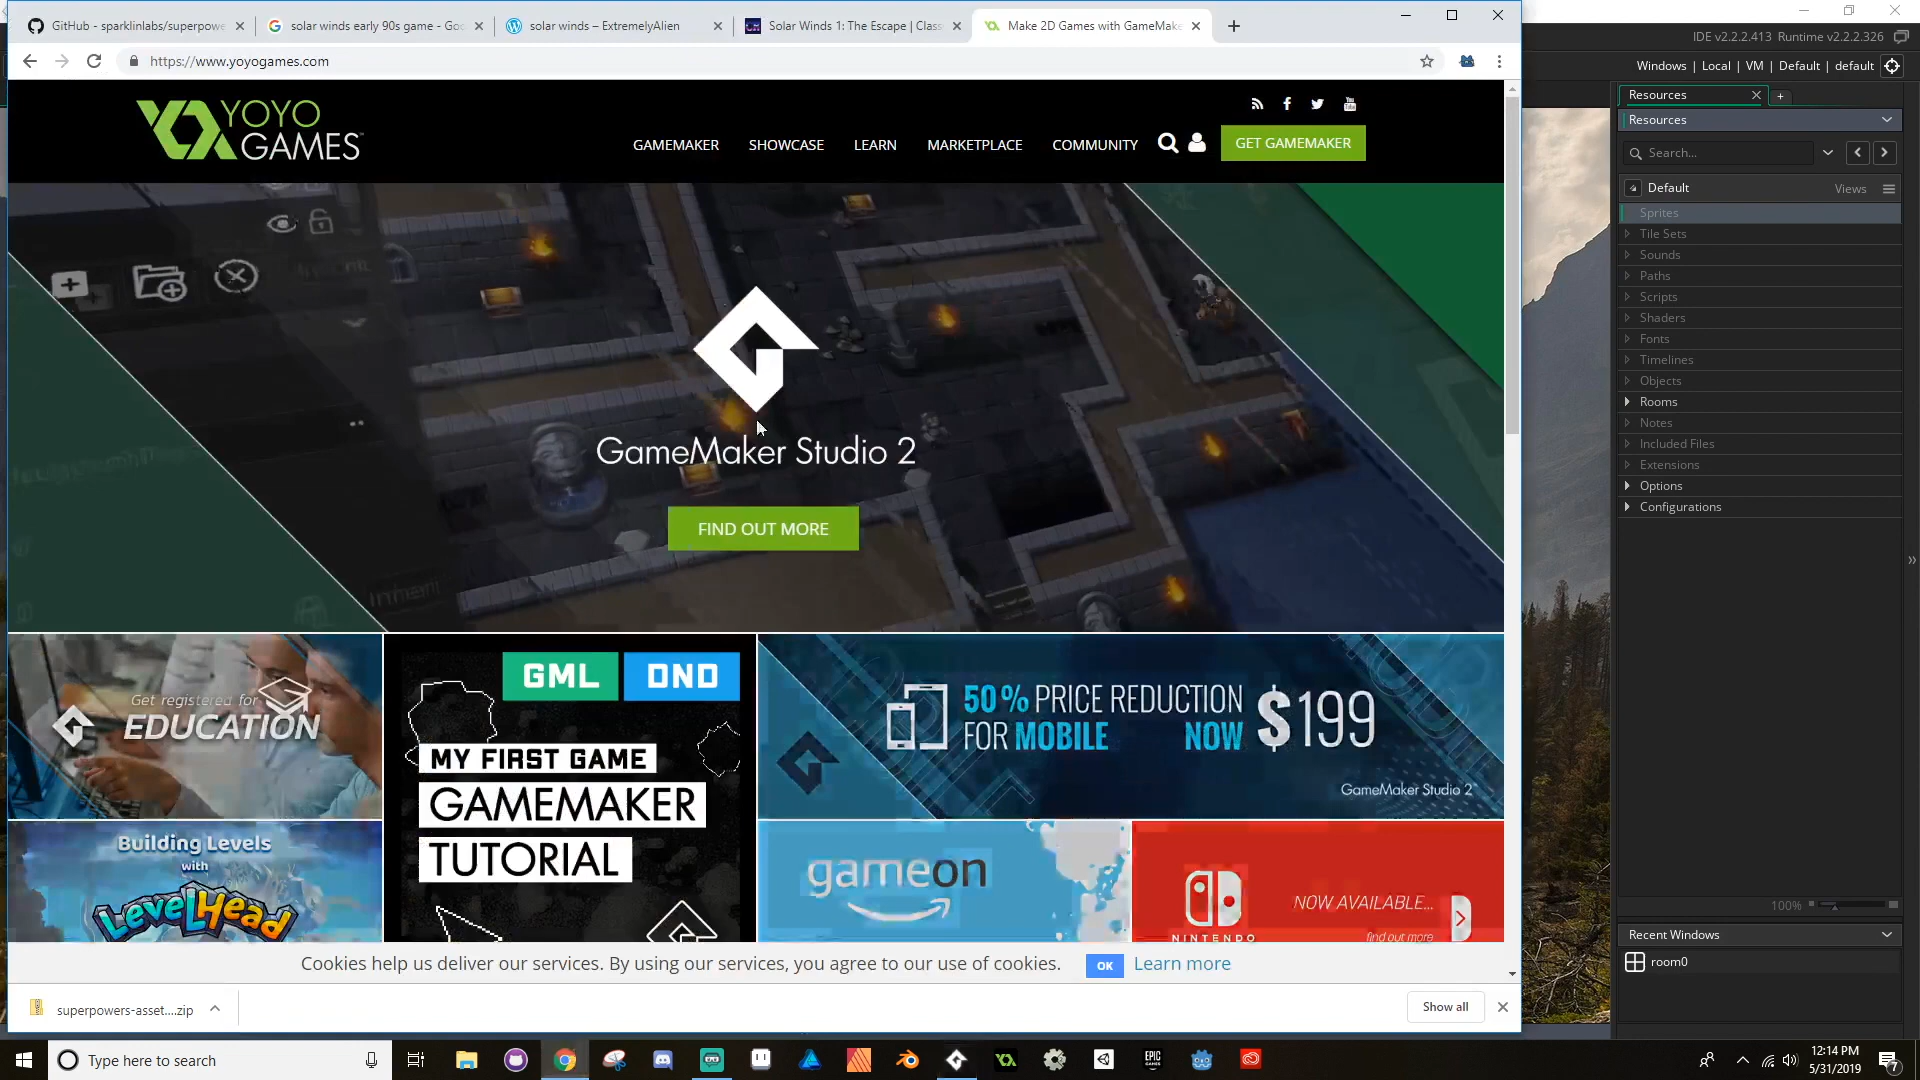 GitHub - sparklinlabs/superpowe
solar winds early 90s game - Goo
solar winds – ExtremelyAlien
Solar Winds 1: The Escape | Class
Make 2D Games with GameMake
https://www.yoyogames.com
IDE v2.2.2.413 Runtime v2.2.2.326
Windows | Local | VM | Default | default
YOYO
GAMES
GAMEMAKER
SHOWCASE
LEARN
MARKETPLACE
COMMUNITY
GET GAMEMAKER
GameMaker Studio 2
FIND OUT MORE
Get registered for
EDUCATION
Building Levels
with
LEVELHEAD
GML DND
MY FIRST GAME
GAMEMAKER
TUTORIAL
50% PRICE REDUCTION
FOR MOBILE NOW $199
GameMaker Studio 2
gameon
NINTENDO
NOW AVAILABLE...
find out more
Cookies help us deliver our services. By using our services, you agree to our use of cookies.
OK
Learn more
superpowers-asset....zip
Show all
Resources
Resources
Search...
Default
Views
Sprites
Tile Sets
Sounds
Paths
Scripts
Shaders
Fonts
Timelines
Objects
Rooms
Notes
Included Files
Extensions
Options
Configurations
100%
Recent Windows
room0
Type here to search
EPIC
GAMES
12:14 PM
5/31/2019
7